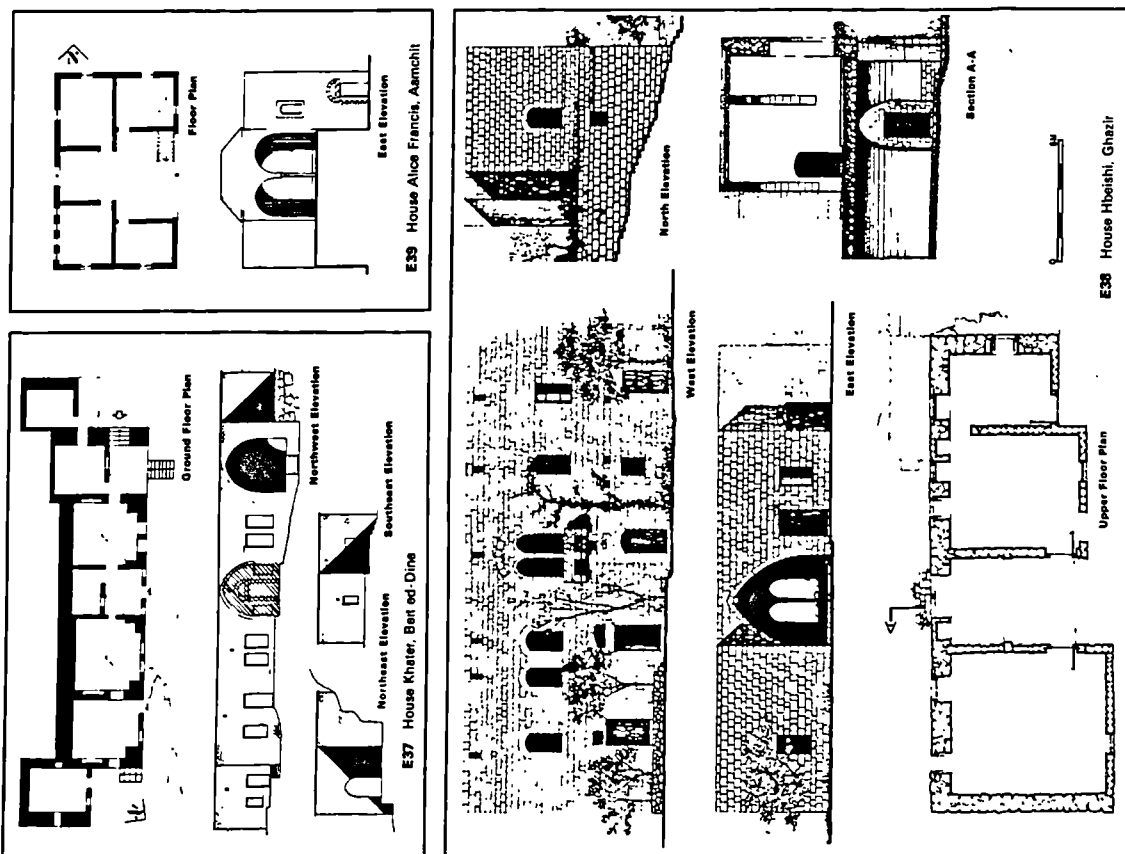 Ground Floor Plan
Northwest Elevation
Northeast Elevation
Southeast Elevation
E37 House Khater, Beit ed-Dine
Floor Plan
East Elevation
E39 House Alice Francis, Aamchit
West Elevation
North Elevation
East Elevation
Section A-A
Upper Floor Plan
E38 House Hbeishi, Ghazir